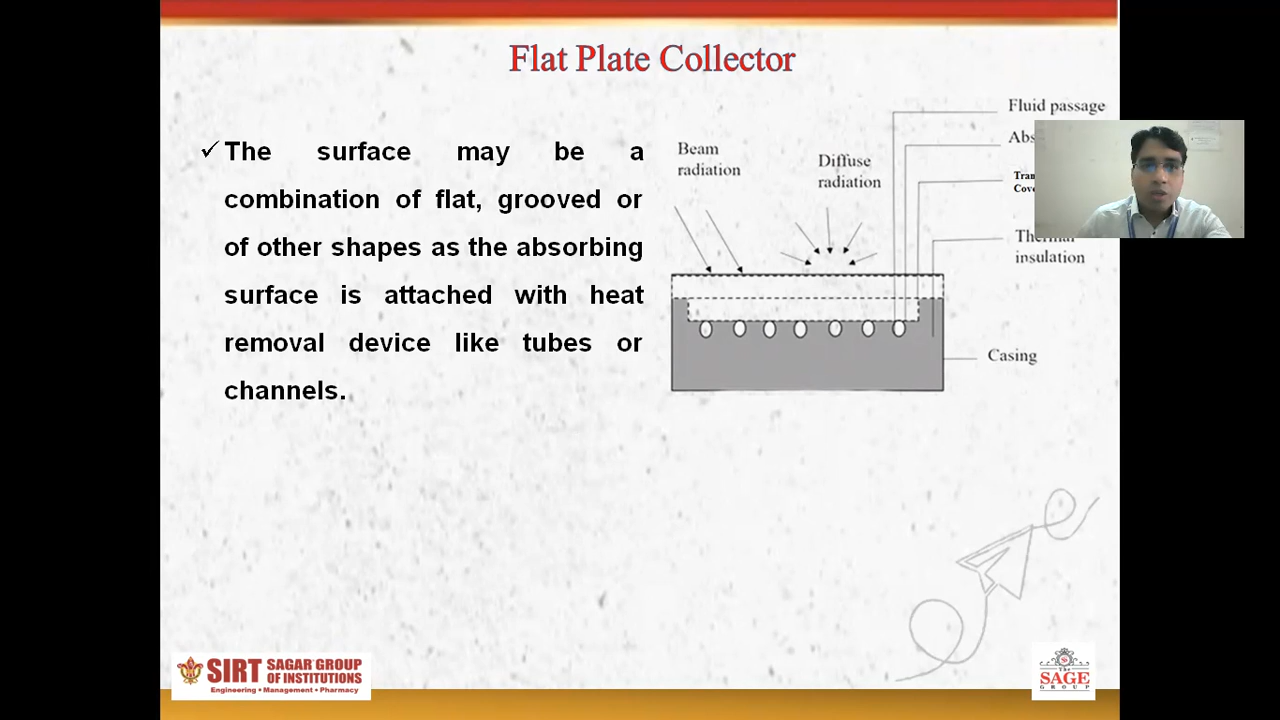 Flat Plate Collector
✓ The surface may be a
combination of flat, grooved or
of other shapes as the absorbing
surface is attached with heat
removal device like tubes or
channels.
Beam
radiation
Diffuse
radiation
Fluid passage
Thermal
insulation
Casing
SIRT SAGAR GROUP
OF INSTITUTIONS
Engineering • Management • Pharmacy
The
SAGE
GROUP